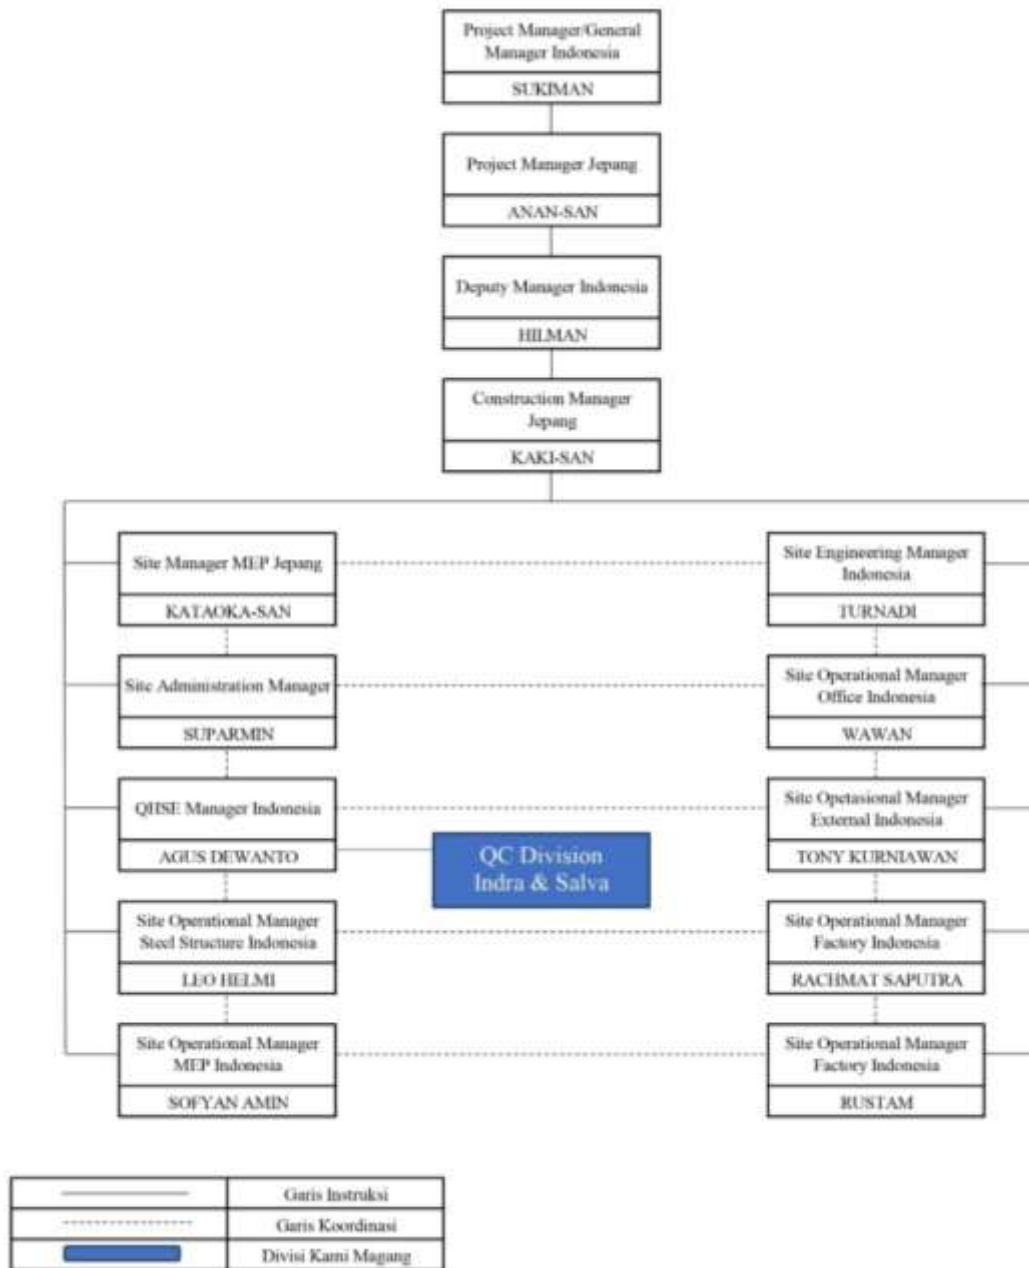 Project Manager/General
Manager Indonesia
SUKIMAN
Project Manager Jepang
ANAN-SAN
Deputy Manager Indonesia
HILMAN
Construction Manager
Jepang
KAKI-SAN
Site Manager MEP Jepang
KATAOKA-SAN
Site Engineering Manager
Indonesia
TURNADI
Site Administration Manager
SUPARMIN
Site Operational Manager
Office Indonesia
WAWAN
QHSE Manager Indonesia
AGUS DEWANTO
Site Opetasional Manager
External Indonesia
TONY KURNIAWAN
QC Division
Indra & Salva
Site Operational Manager
Steel Structure Indonesia
LEO HELMI
Site Operational Manager
Factory Indonesia
RACHMAT SAPUTRA
Site Operational Manager
MEP Indonesia
SOFYAN AMIN
Site Operational Manager
Factory Indonesia
RUSTAM
Garis Instruksi
Garis Koordinasi
Divisi Kami Magang